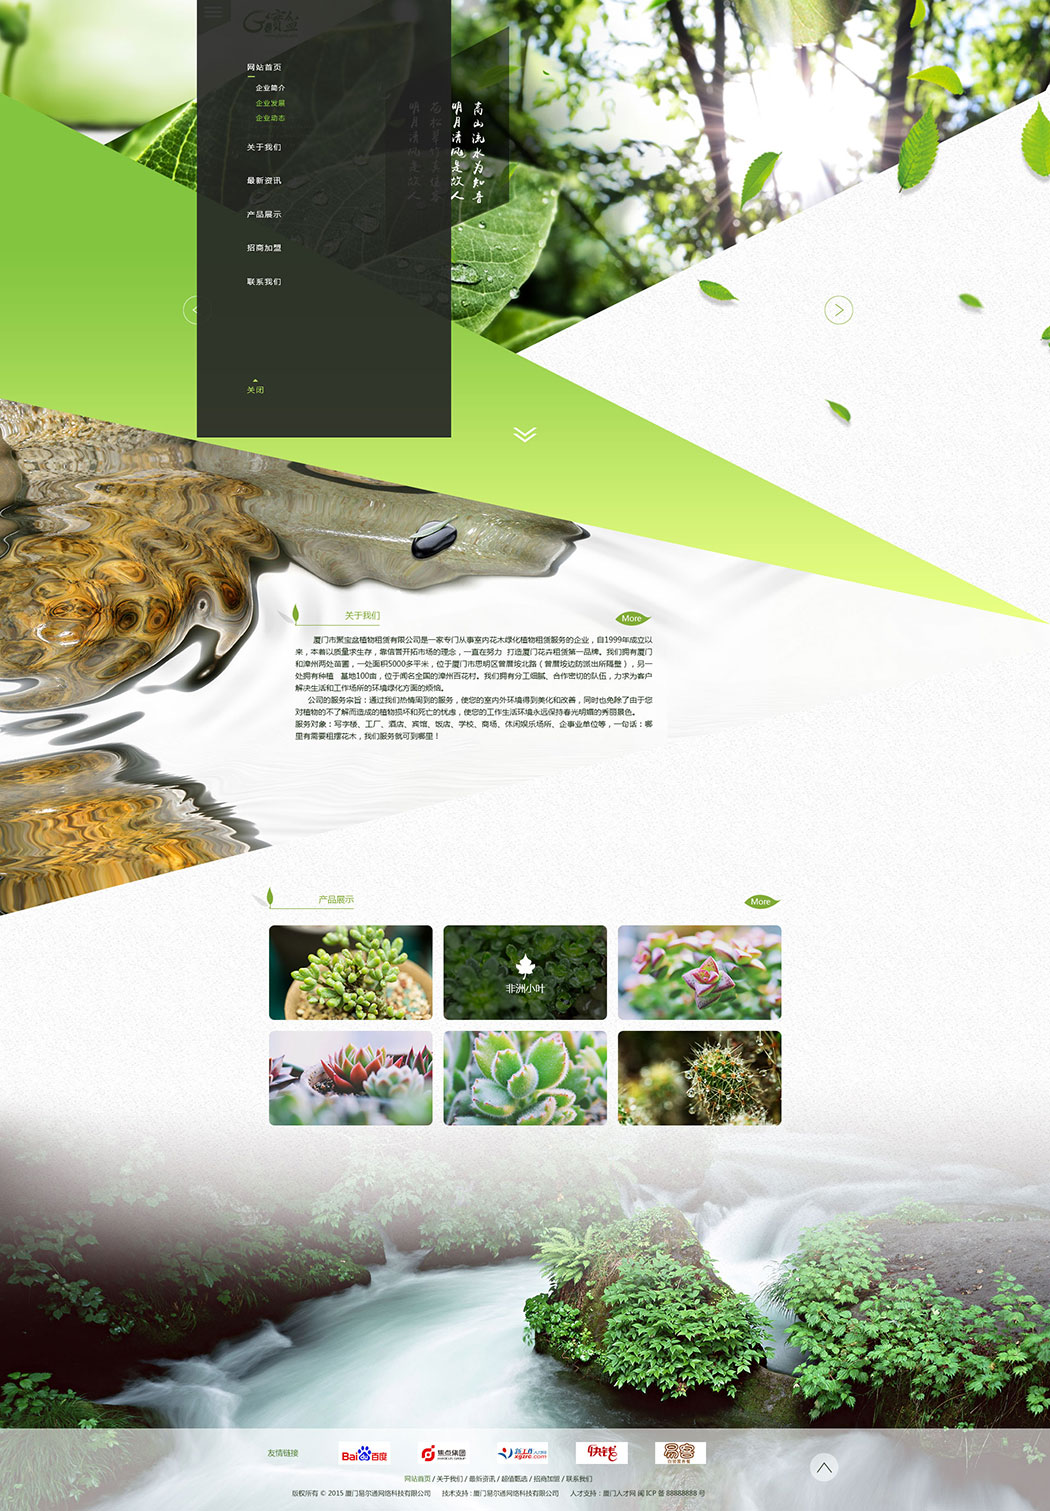 网站首页
企业简介
企业发展
企业动态
关于我们
最新资讯
产品展示
招商加盟
联系我们
关闭
高山流水为知音
明月清风是故人
关于我们
More
厦门市聚宝盆植物租赁有限公司是一家专门从事室内花木绿化植物租赁服务的企业，自1999年成立以
来，本着以质量求生存，靠信誉开拓市场的理念，一直在努力 打造厦门花卉租赁第一品牌。我们拥有厦门
和漳州两处苗圃，一处面积5000多平米，位于厦门市思明区曾厝垵北路（曾厝垵边防派出所隔壁），另一
处拥有种植 基地100亩，位于闻名全国的漳州百花村。我们拥有分工细腻、合作密切的队伍，力求为客户
解决生活和工作场所的环境绿化方面的烦恼。
公司的服务宗旨：通过我们热情周到的服务，使您的室内外环境得到美化和改善，同时也免除了由于您
对植物的不了解而造成的植物损坏和死亡的忧虑，使您的工作生活环境永远保持春光明媚的秀丽景色。
服务对象：写字楼、工厂、酒店、宾馆、饭店、学校、商场、休闲娱乐场所、企事业单位等，一句话：哪
里有需要租摆花木，我们服务就可到哪里！
产品展示
More
非洲小叶
友情链接
Bai 百度
焦点集团
xgzrc.com
快钱
易客
网站首页 / 关于我们 / 最新资讯 / 超值甄选 / 招商加盟 / 联系我们
版权所有 © 2015 厦门易尔通网络科技有限公司 技术支持：厦门易尔通网络科技有限公司 人才支持：厦门人才网 闽 ICP 备 88888888 号